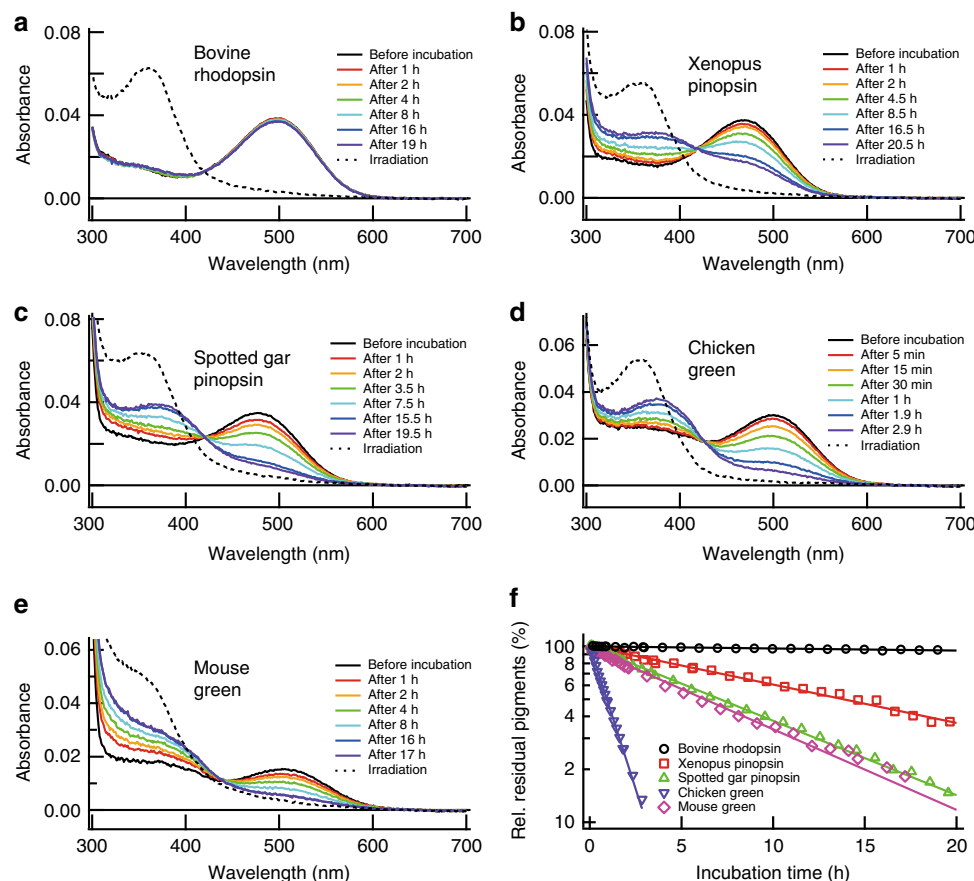 a
0.08
0.04
0.00
Absorbance
Bovine
rhodopsin
Before incubation
After 1 h
After 2 h
After 4 h
After 8 h
After 16 h
After 19 h
Irradiation
300 400 500 600 700
Wavelength (nm)
b
0.08
0.04
0.00
Absorbance
Xenopus
pinopsin
Before incubation
After 1 h
After 2 h
After 4.5 h
After 8.5 h
After 16.5 h
After 20.5 h
Irradiation
300 400 500 600 700
Wavelength (nm)
c
0.08
0.04
0.00
Absorbance
Spotted gar
pinopsin
Before incubation
After 1 h
After 2 h
After 3.5 h
After 7.5 h
After 15.5 h
After 19.5 h
Irradiation
300 400 500 600 700
Wavelength (nm)
d
0.06
0.04
0.02
0.00
Absorbance
Chicken
green
Before incubation
After 5 min
After 15 min
After 30 min
After 1 h
After 1.9 h
After 2.9 h
Irradiation
300 400 500 600 700
Wavelength (nm)
e
0.06
0.04
0.02
0.00
Absorbance
Mouse
green
Before incubation
After 1 h
After 2 h
After 4 h
After 8 h
After 16 h
After 17 h
Irradiation
300 400 500 600 700
Wavelength (nm)
f
100
8
6
4
2
10
Rel. residual pigments (%)
Bovine rhodopsin
Xenopus pinopsin
Spotted gar pinopsin
Chicken green
Mouse green
0 5 10 15 20
Incubation time (h)